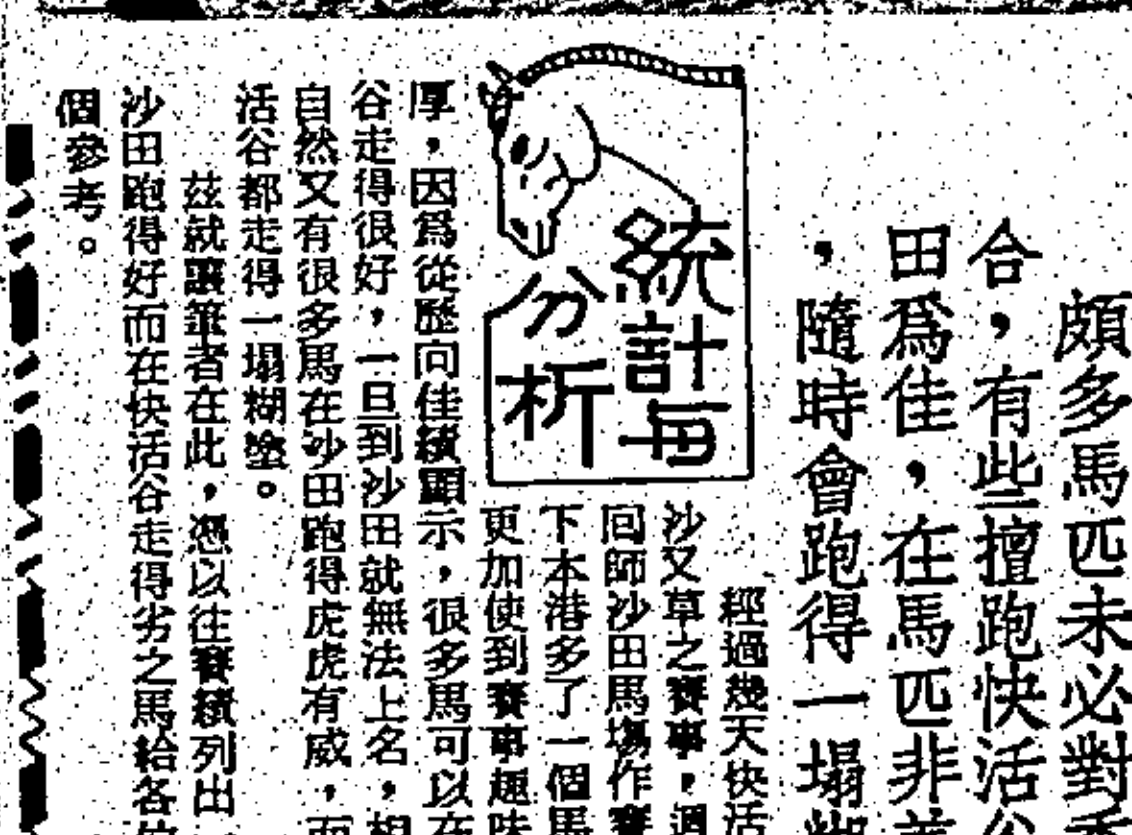 頗多馬匹未必對
合，有些擅跑快活
田爲佳，在馬匹非
，隨時會跑得一塌
統計每
分析
經過幾天快活
沙又草之賽事，週
回師沙田馬場作賽
下本港多了一個馬
更加使到賽事趣味
厚，因爲從歷向佳績顯示，很多馬可以在
谷走得很好，一旦到沙田就無法上名，相
自然又有很多馬在沙田跑得虎虎有威，而
活谷都走得一塌糊塗。
茲就讓筆者在此，憑以往賽績列出
沙田跑得好而在快活谷走得劣之馬給各
個參考。